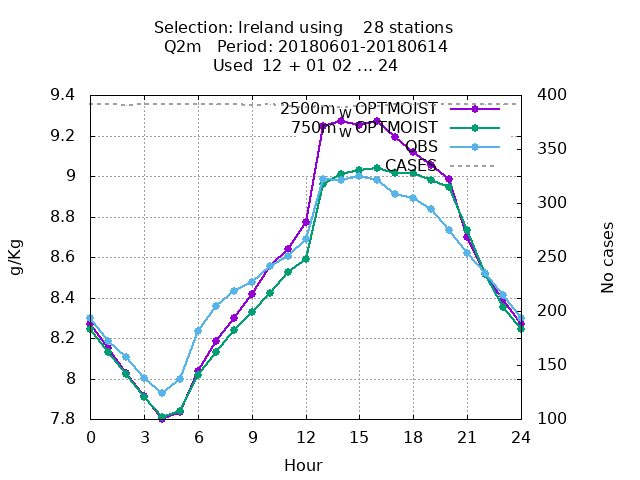 Selection: Ireland using 28 stations
Q2m Period: 20180601-20180614
Used 12 + 01 02 ... 24
9.4
9.2
9
8.8
8.6
8.4
8.2
8
7.8
g/Kg
2500m_W OPTMOIST
750m_W OPTMOIST
OBS
CASES
400
350
300
250
200
150
100
No cases
0 3 6 9 12 15 18 21 24
Hour